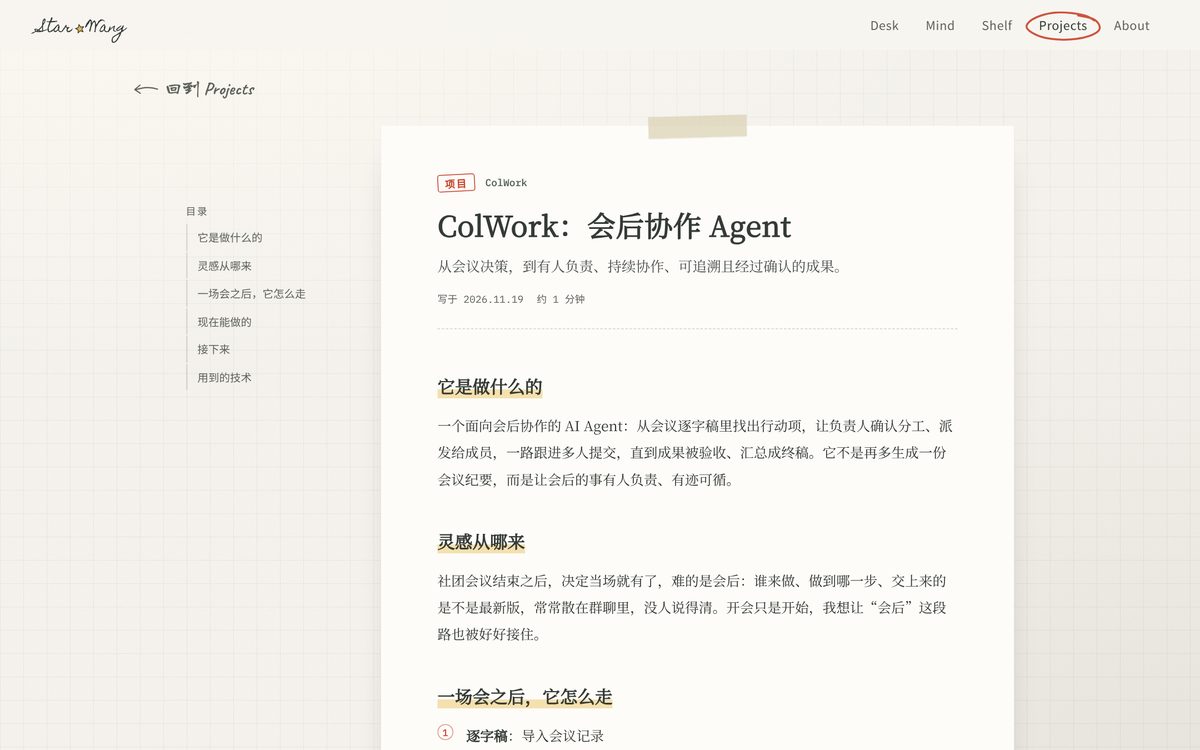 Star Wang
Desk
Mind
Shelf
Projects
About
回到 Projects
目录
它是做什么的
灵感从哪来
一场会之后，它怎么走
现在能做的
接下来
用到的技术
项目 ColWork
ColWork：会后协作 Agent
从会议决策，到有人负责、持续协作、可追溯且经过确认的成果。
写于 2026.11.19 约 1 分钟
它是做什么的
一个面向会后协作的 AI Agent：从会议逐字稿里找出行动项，让负责人确认分工、派
发给成员，一路跟进多人提交，直到成果被验收、汇总成终稿。它不是再多生成一份
会议纪要，而是让会后的事有人负责、有迹可循。
灵感从哪来
社团会议结束之后，决定当场就有了，难的是会后：谁来做、做到哪一步、交上来的
是不是最新版，常常散在群聊里，没人说得清。开会只是开始，我想让“会后”这段
路也被好好接住。
一场会之后，它怎么走
1 逐字稿：导入会议记录